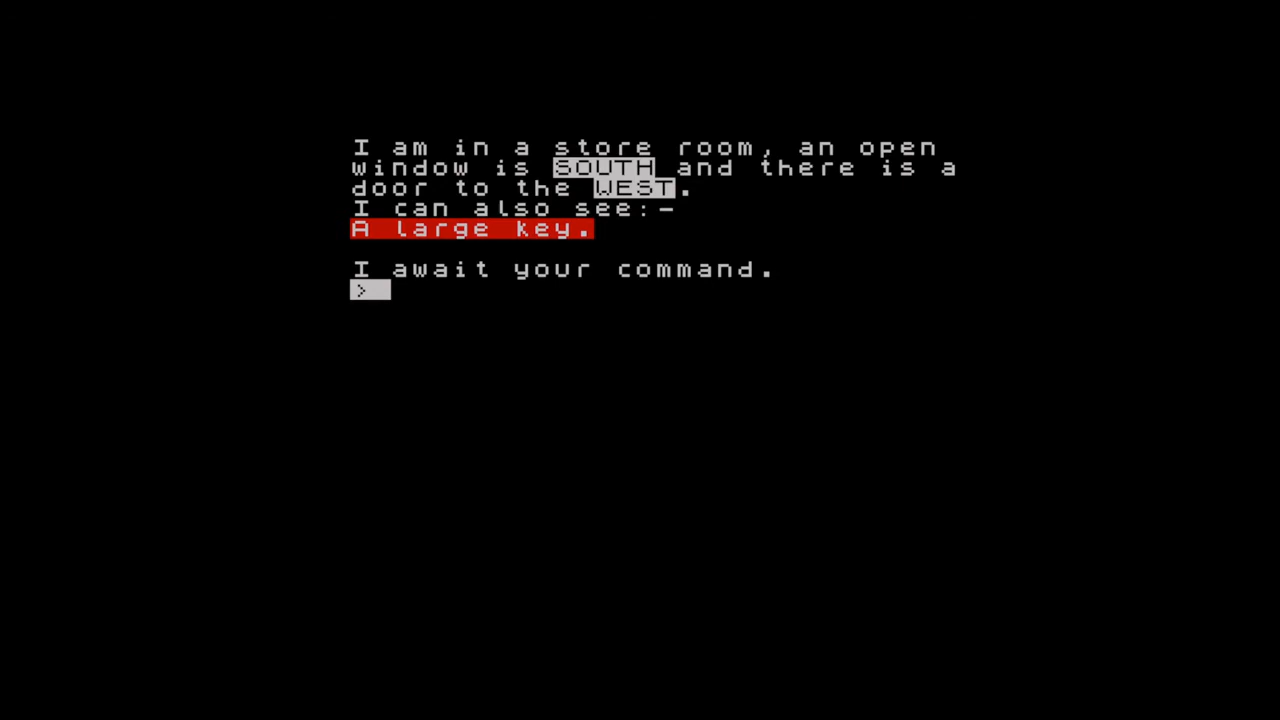 I am in a store room, an open
window is SOUTH and there is a
door to the WEST.
I can also see:-
A large key.
I await your command.
>